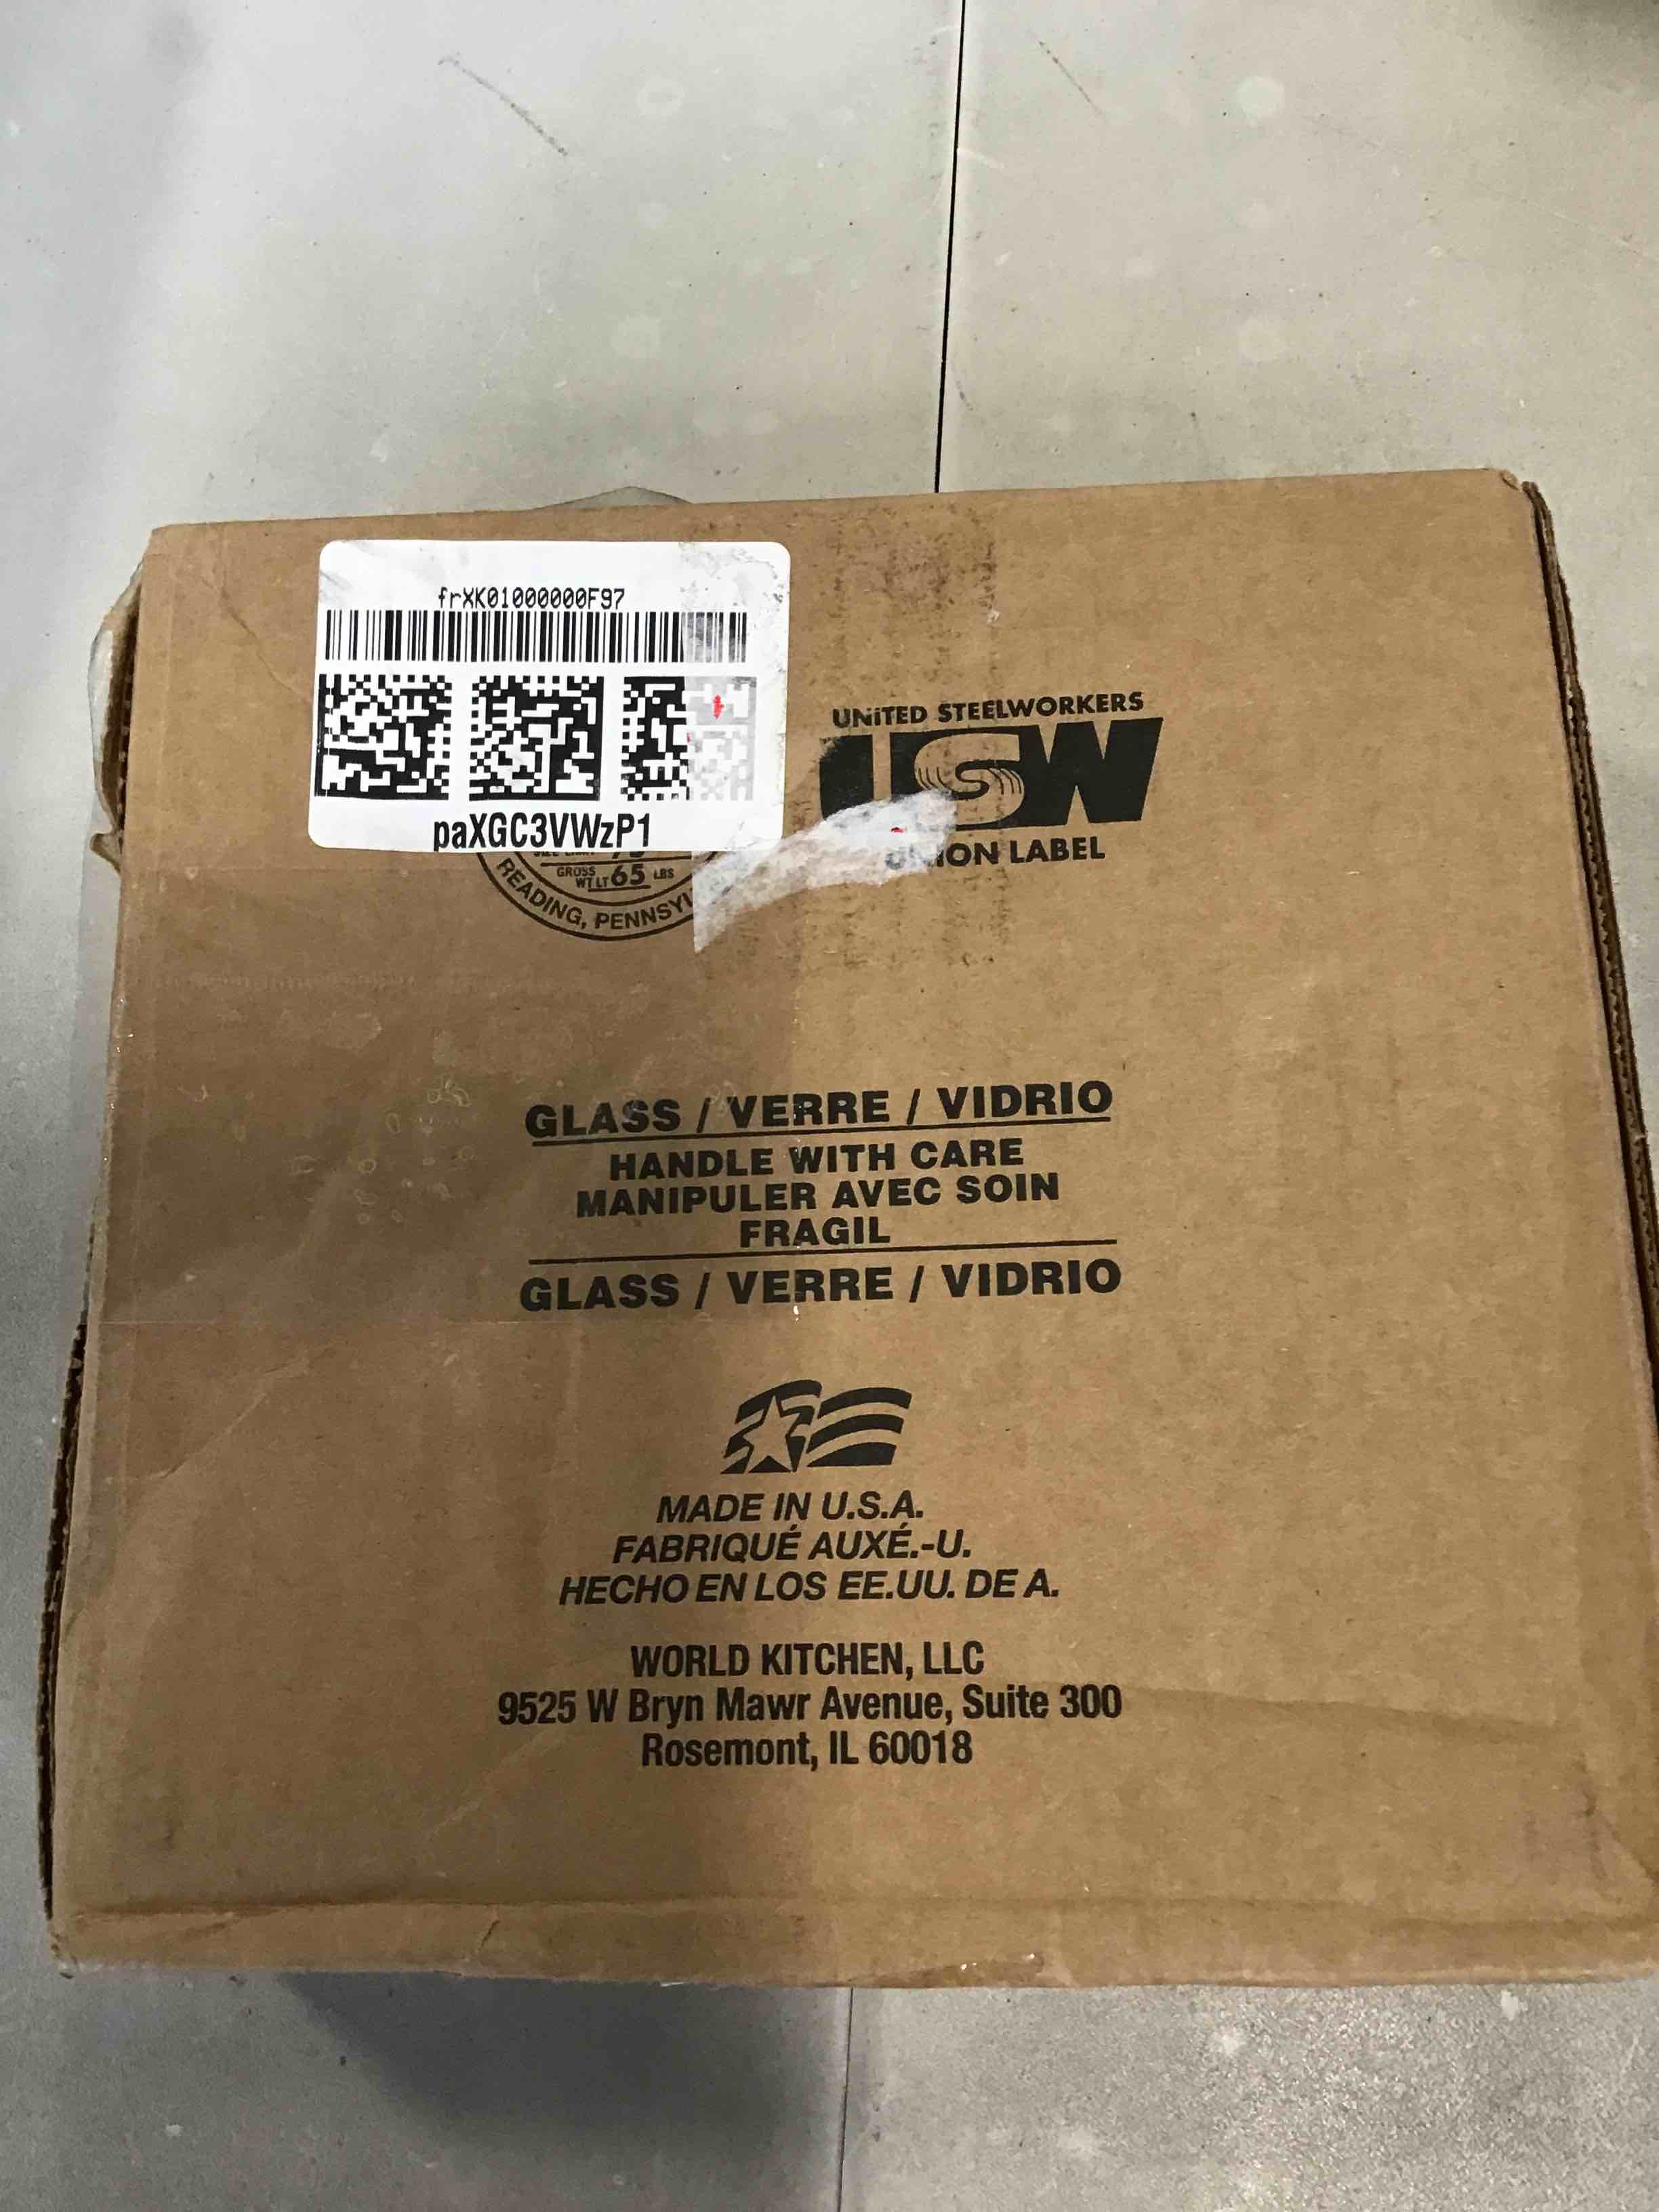 frXK01000000F97
paXGC3VWzP1
UNiTED STEELWORKERS
USW
ION LABEL
GROSS
WT LT 65 LBS
READING, PENNSYL
GLASS / VERRE / VIDRIO
HANDLE WITH CARE
MANIPULER AVEC SOIN
FRAGIL
GLASS / VERRE / VIDRIO
MADE IN U.S.A.
FABRIQUÉ AUXÉ.-U.
HECHO EN LOS EE.UU. DE A.
WORLD KITCHEN, LLC
9525 W Bryn Mawr Avenue, Suite 300
Rosemont, IL 60018